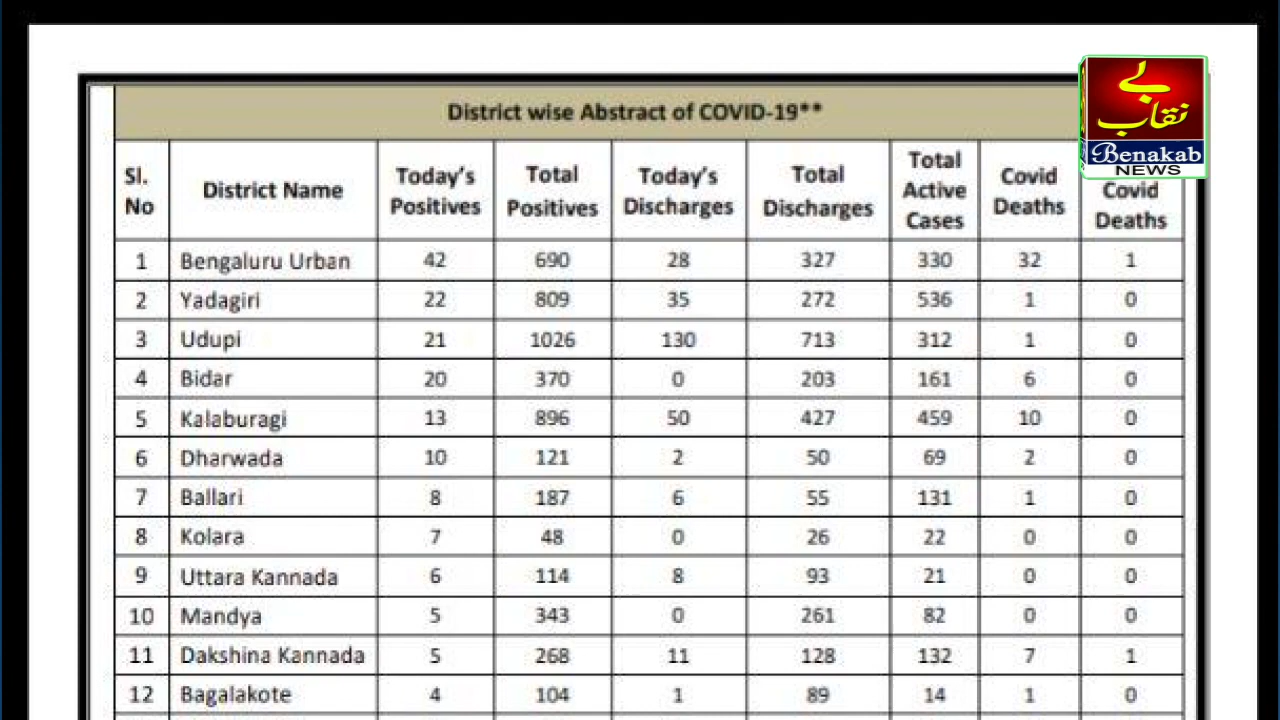 بے
نقاب
Benakab
NEWS
District wise Abstract of COVID-19**
Sl. No District Name Today's Positives Total Positives Today's Discharges Total Discharges Total Active Cases Covid Deaths Covid Deaths
1 Bengaluru Urban 42 690 28 327 330 32 1
2 Yadagiri 22 809 35 272 536 1 0
3 Udupi 21 1026 130 713 312 1 0
4 Bidar 20 370 0 203 161 6 0
5 Kalaburagi 13 896 50 427 459 10 0
6 Dharwada 10 121 2 50 69 2 0
7 Ballari 8 187 6 55 131 1 0
8 Kolara 7 48 0 26 22 0 0
9 Uttara Kannada 6 114 8 93 21 0 0
10 Mandya 5 343 0 261 82 0 0
11 Dakshina Kannada 5 268 11 128 132 7 1
12 Bagalakote 4 104 1 89 14 1 0